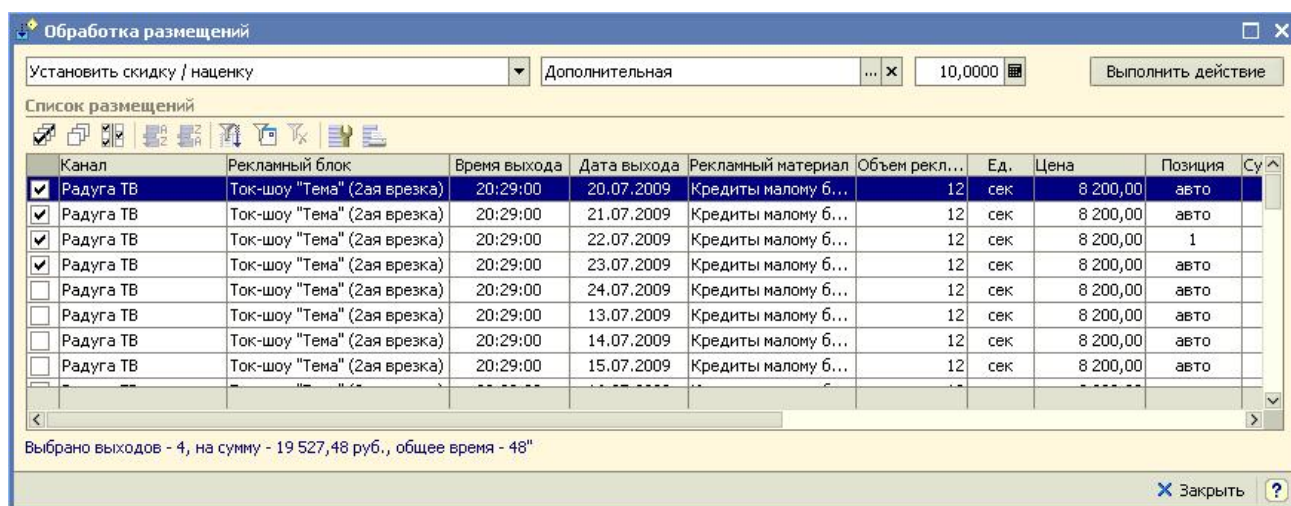 Обработка размещений
Установить скидку / наценку Дополнительная ... 10,0000 Выполнить действие
Список размещений
Канал Рекламный блок Время выхода Дата выхода Рекламный материал Объем рекл... Ед. Цена Позиция Су
Радуга ТВ Ток-шоу "Тема" (2ая врезка) 20:29:00 20.07.2009 Кредиты малому б... 12 сек 8 200,00 авто
Радуга ТВ Ток-шоу "Тема" (2ая врезка) 20:29:00 21.07.2009 Кредиты малому б... 12 сек 8 200,00 авто
Радуга ТВ Ток-шоу "Тема" (2ая врезка) 20:29:00 22.07.2009 Кредиты малому б... 12 сек 8 200,00 1
Радуга ТВ Ток-шоу "Тема" (2ая врезка) 20:29:00 23.07.2009 Кредиты малому б... 12 сек 8 200,00 авто
Радуга ТВ Ток-шоу "Тема" (2ая врезка) 20:29:00 24.07.2009 Кредиты малому б... 12 сек 8 200,00 авто
Радуга ТВ Ток-шоу "Тема" (2ая врезка) 20:29:00 13.07.2009 Кредиты малому б... 12 сек 8 200,00 авто
Радуга ТВ Ток-шоу "Тема" (2ая врезка) 20:29:00 14.07.2009 Кредиты малому б... 12 сек 8 200,00 авто
Радуга ТВ Ток-шоу "Тема" (2ая врезка) 20:29:00 15.07.2009 Кредиты малому б... 12 сек 8 200,00 авто
Выбрано выходов - 4, на сумму - 19 527,48 руб., общее время - 48"
Закрыть ?